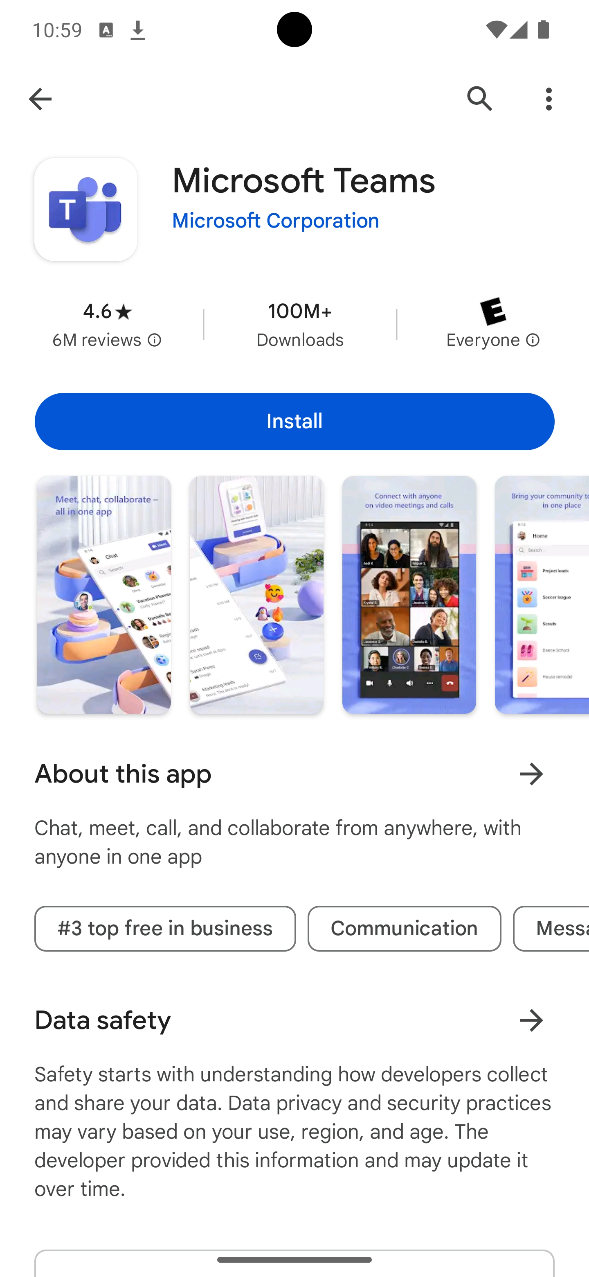 10:59
Microsoft Teams
Microsoft Corporation
4.6★
6M reviews
100M+
Downloads
Everyone
Install
Meet, chat, collaborate –
all in one app
Chat
Search
Connect with anyone
on video meetings and calls
Bring your community to
in one place
Home
Search
Project leads
Soccer league
Scouts
Dance School
About this app
Chat, meet, call, and collaborate from anywhere, with
anyone in one app
#3 top free in business
Communication
Messa
Data safety
Safety starts with understanding how developers collect
and share your data. Data privacy and security practices
may vary based on your use, region, and age. The
developer provided this information and may update it
over time.